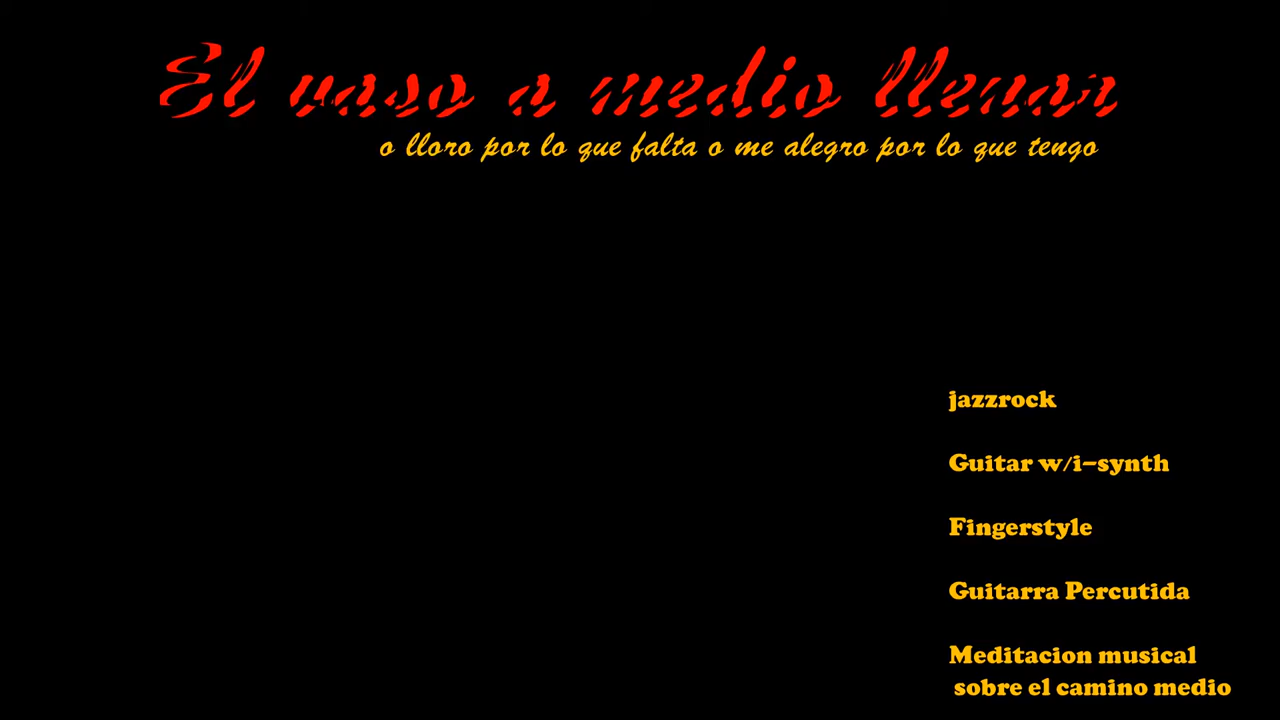 El vaso a medio llenar
o lloro por lo que falta o me alegro por lo que tengo
jazzrock
Guitar w/i-synth
Fingerstyle
Guitarra Percutida
Meditacion musical
sobre el camino medio